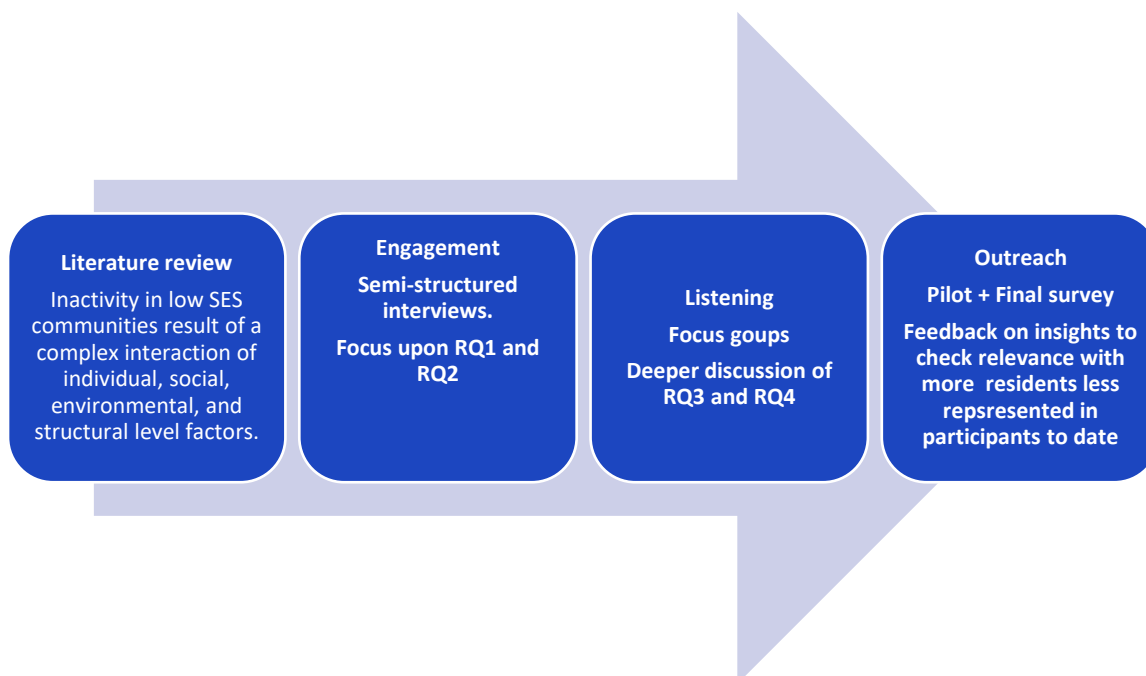 Literature review
Inactivity in low SES
communities result of a
complex interaction of
individual, social,
environmental, and
structural level factors.
Engagement
Semi-structured
interviews.
Focus upon RQ1 and
RQ2
Listening
Focus goups
Deeper discussion of
RQ3 and RQ4
Outreach
Pilot + Final survey
Feedback on insights to
check relevance with
more residents less
repsresented in
participants to date